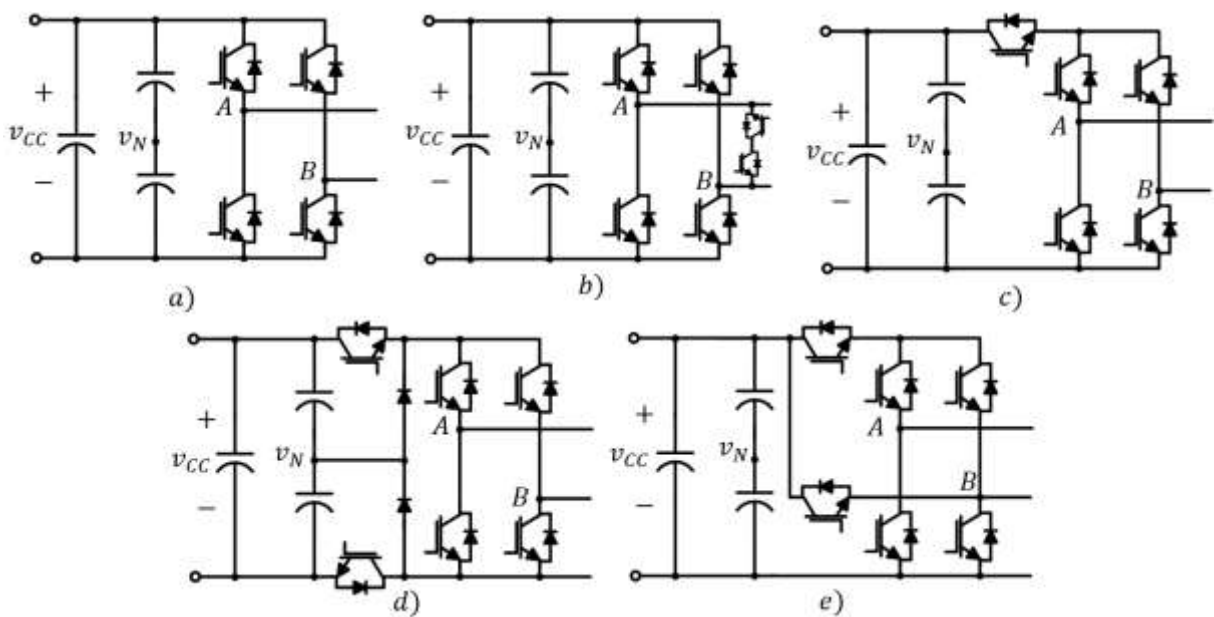 + A
v_CC v_N
− B
a)
+ A
v_CC v_N
− B
b)
+ A
v_CC v_N
− B
c)
+ A
v_CC v_N
− B
d)
+ A
v_CC v_N
− B
e)